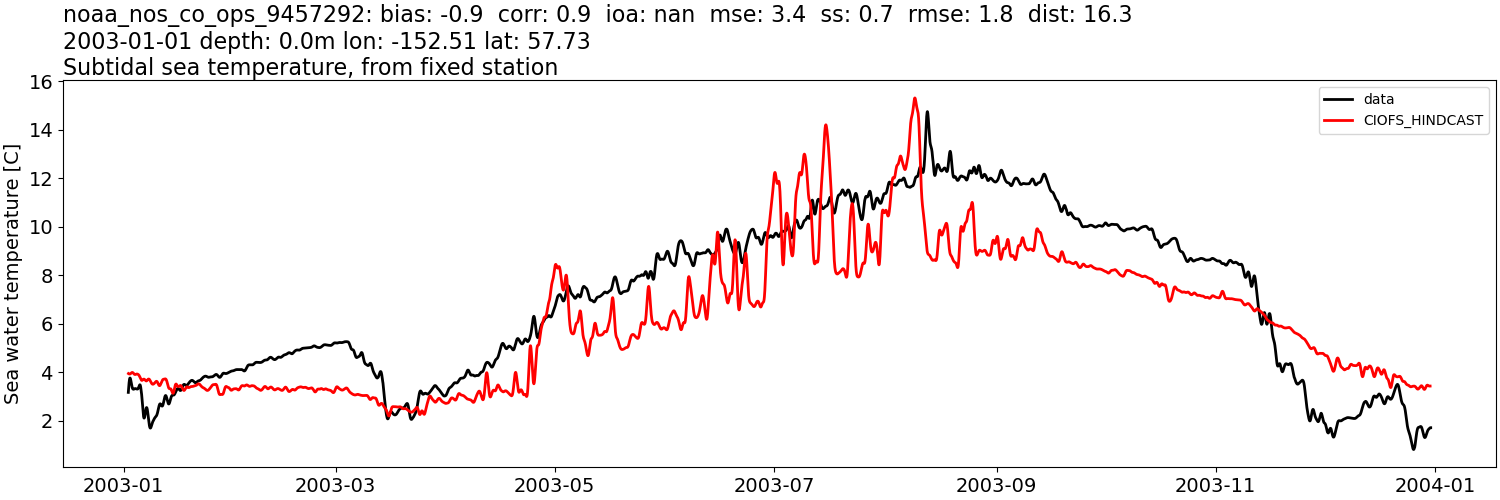 noaa_nos_co_ops_9457292: bias: -0.9  corr: 0.9  ioa: nan  mse: 3.4  ss: 0.7  rmse: 1.8  dist: 16.3
2003-01-01 depth: 0.0m lon: -152.51 lat: 57.73
Subtidal sea temperature, from fixed station
Sea water temperature [C]
16
14
12
10
8
6
4
2
data
CIOFS_HINDCAST
2003-01
2003-03
2003-05
2003-07
2003-09
2003-11
2004-01